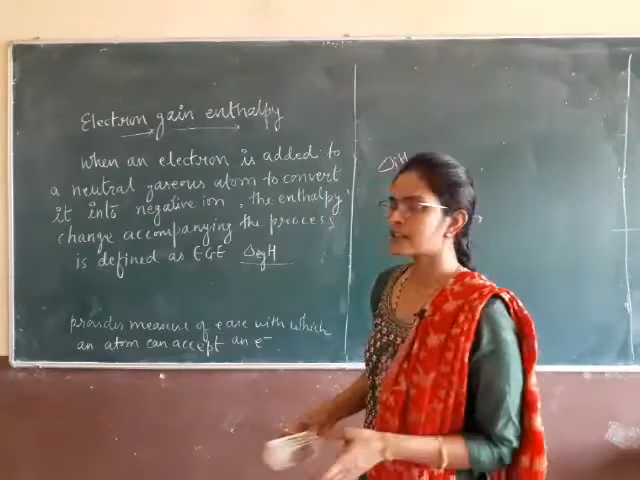 Electron gain enthalpy
When an electron is added to
a neutral gaseous atom to convert
it into negative ion, the enthalpy
change accompanying the process
is defined as EGE ΔegH
provides measure of ease with which
an atom can accept an e⁻.
ΔiH